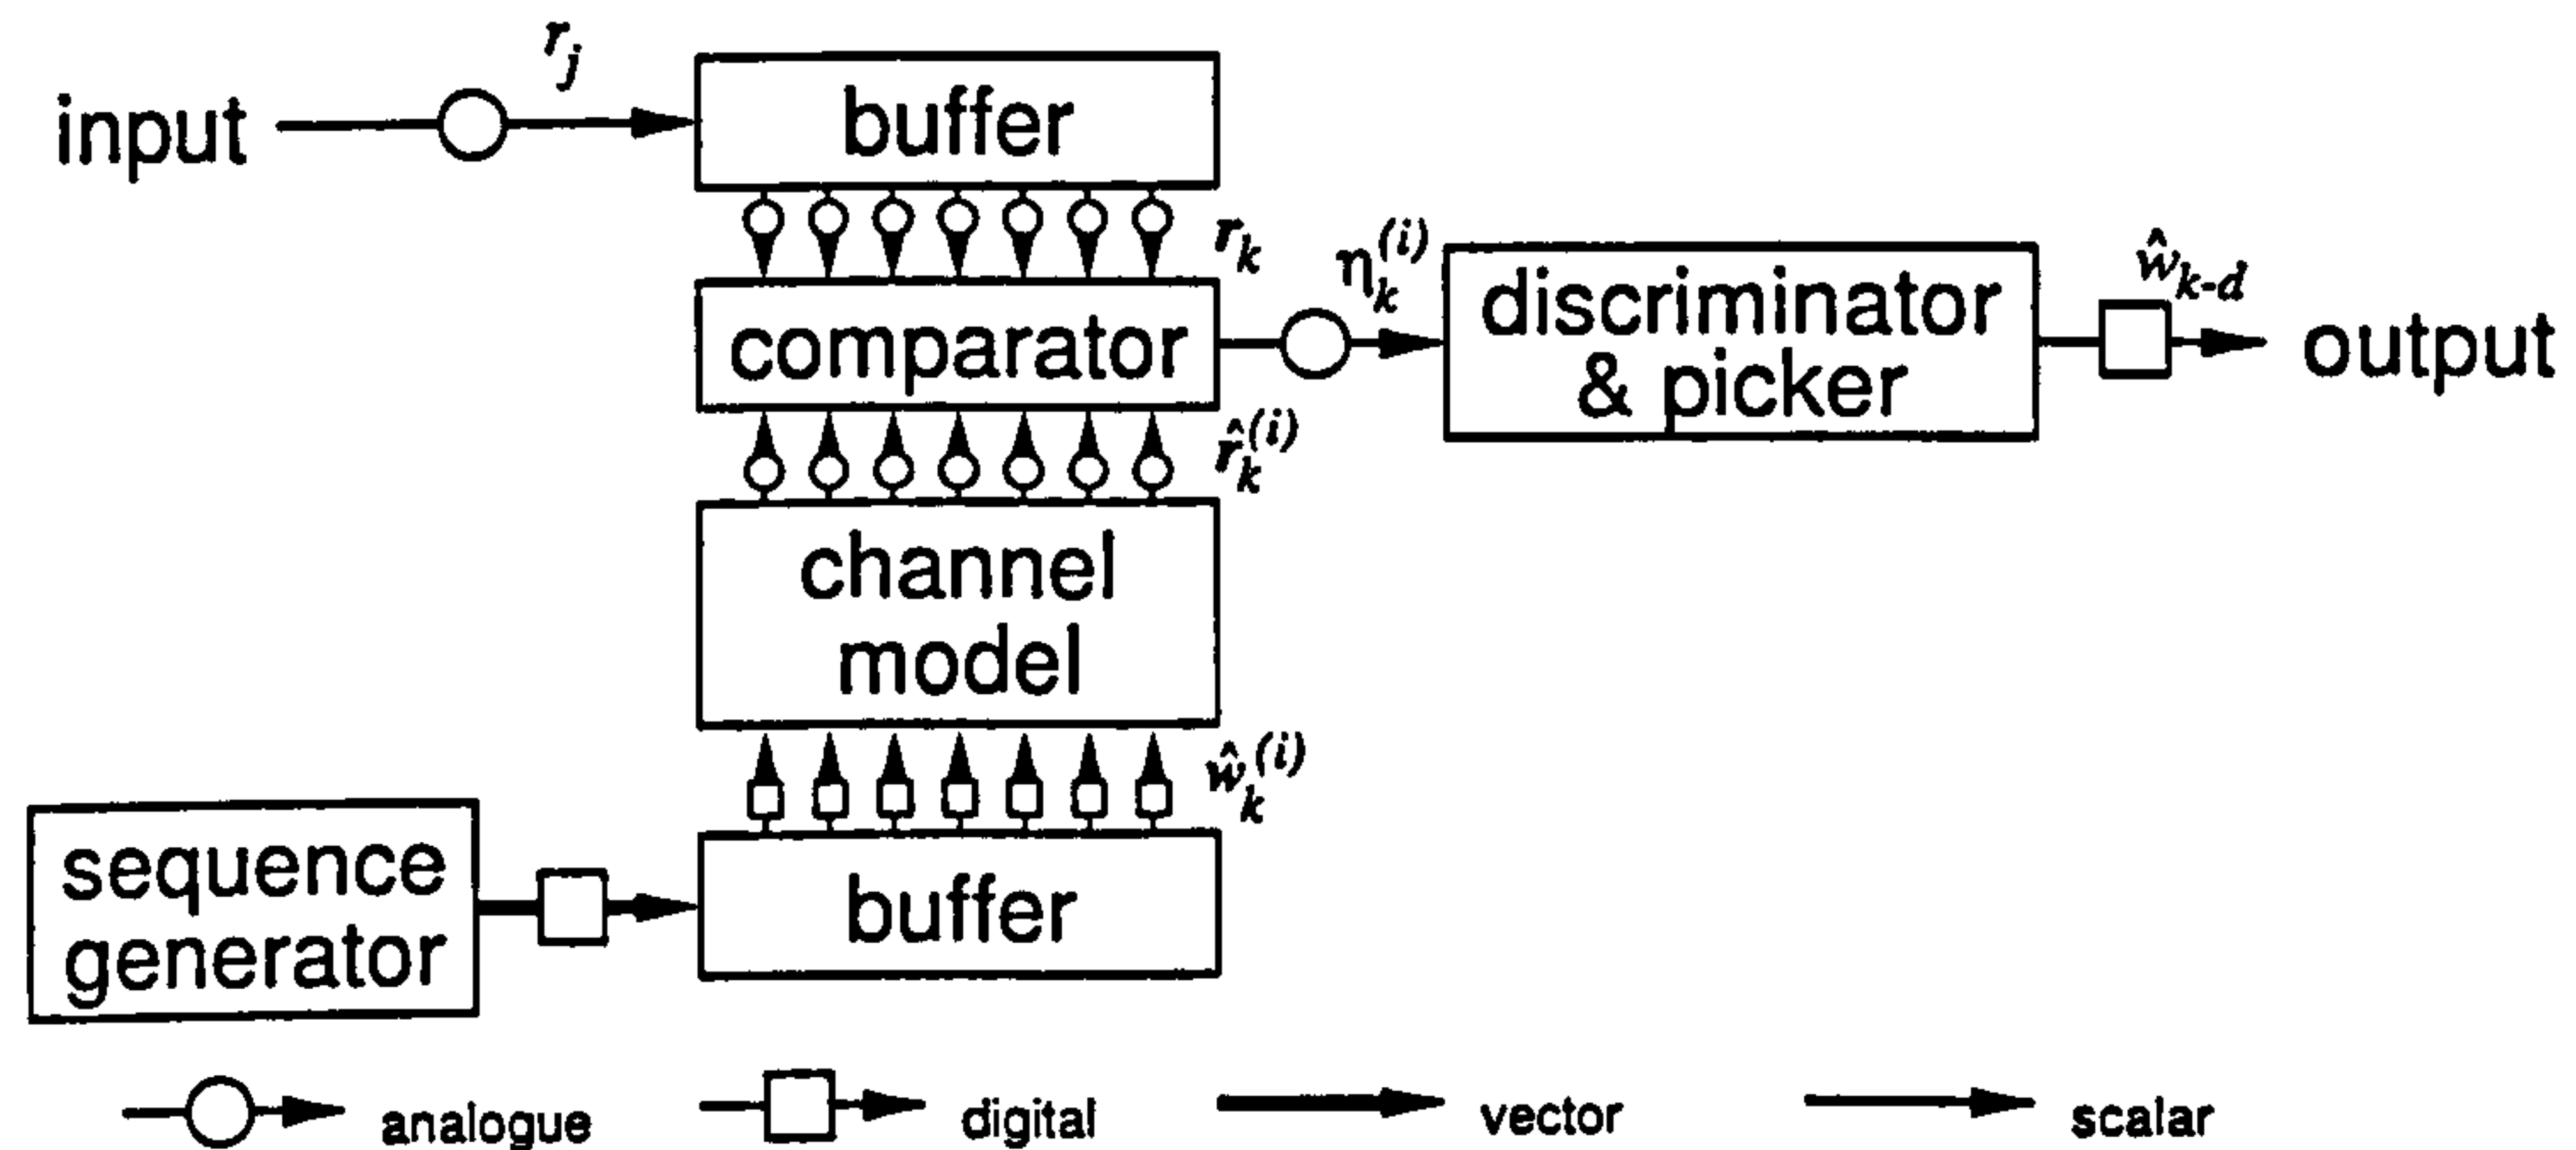 r_j
input
buffer
r_k
η_k^(i)
ŵ_{k-d}
comparator
discriminator
& picker
output
r̂_k^(i)
channel
model
ŵ_k^(i)
sequence
generator
buffer
analogue
digital
vector
scalar